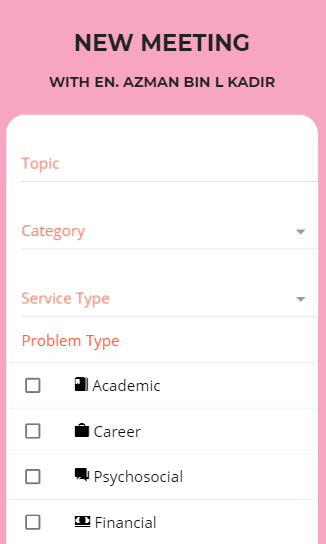 NEW MEETING
WITH EN. AZMAN BIN L KADIR
Topic
Category
Service Type
Problem Type
Academic
Career
Psychosocial
Financial